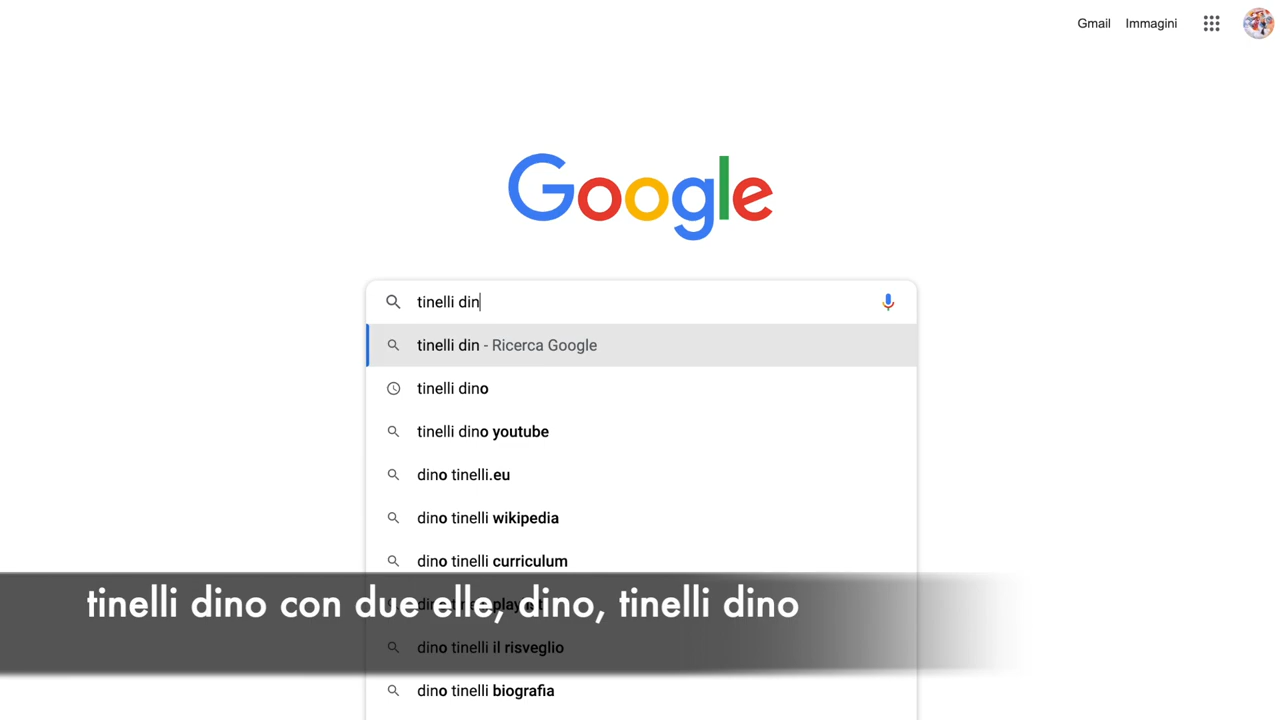 Gmail Immagini
Google
tinelli din
tinelli din - Ricerca Google
tinelli dino
tinelli dino youtube
dino tinelli.eu
dino tinelli wikipedia
dino tinelli curriculum
tinelli dino con due elle, dino, tinelli dino
dino tinelli il risveglio
dino tinelli biografia